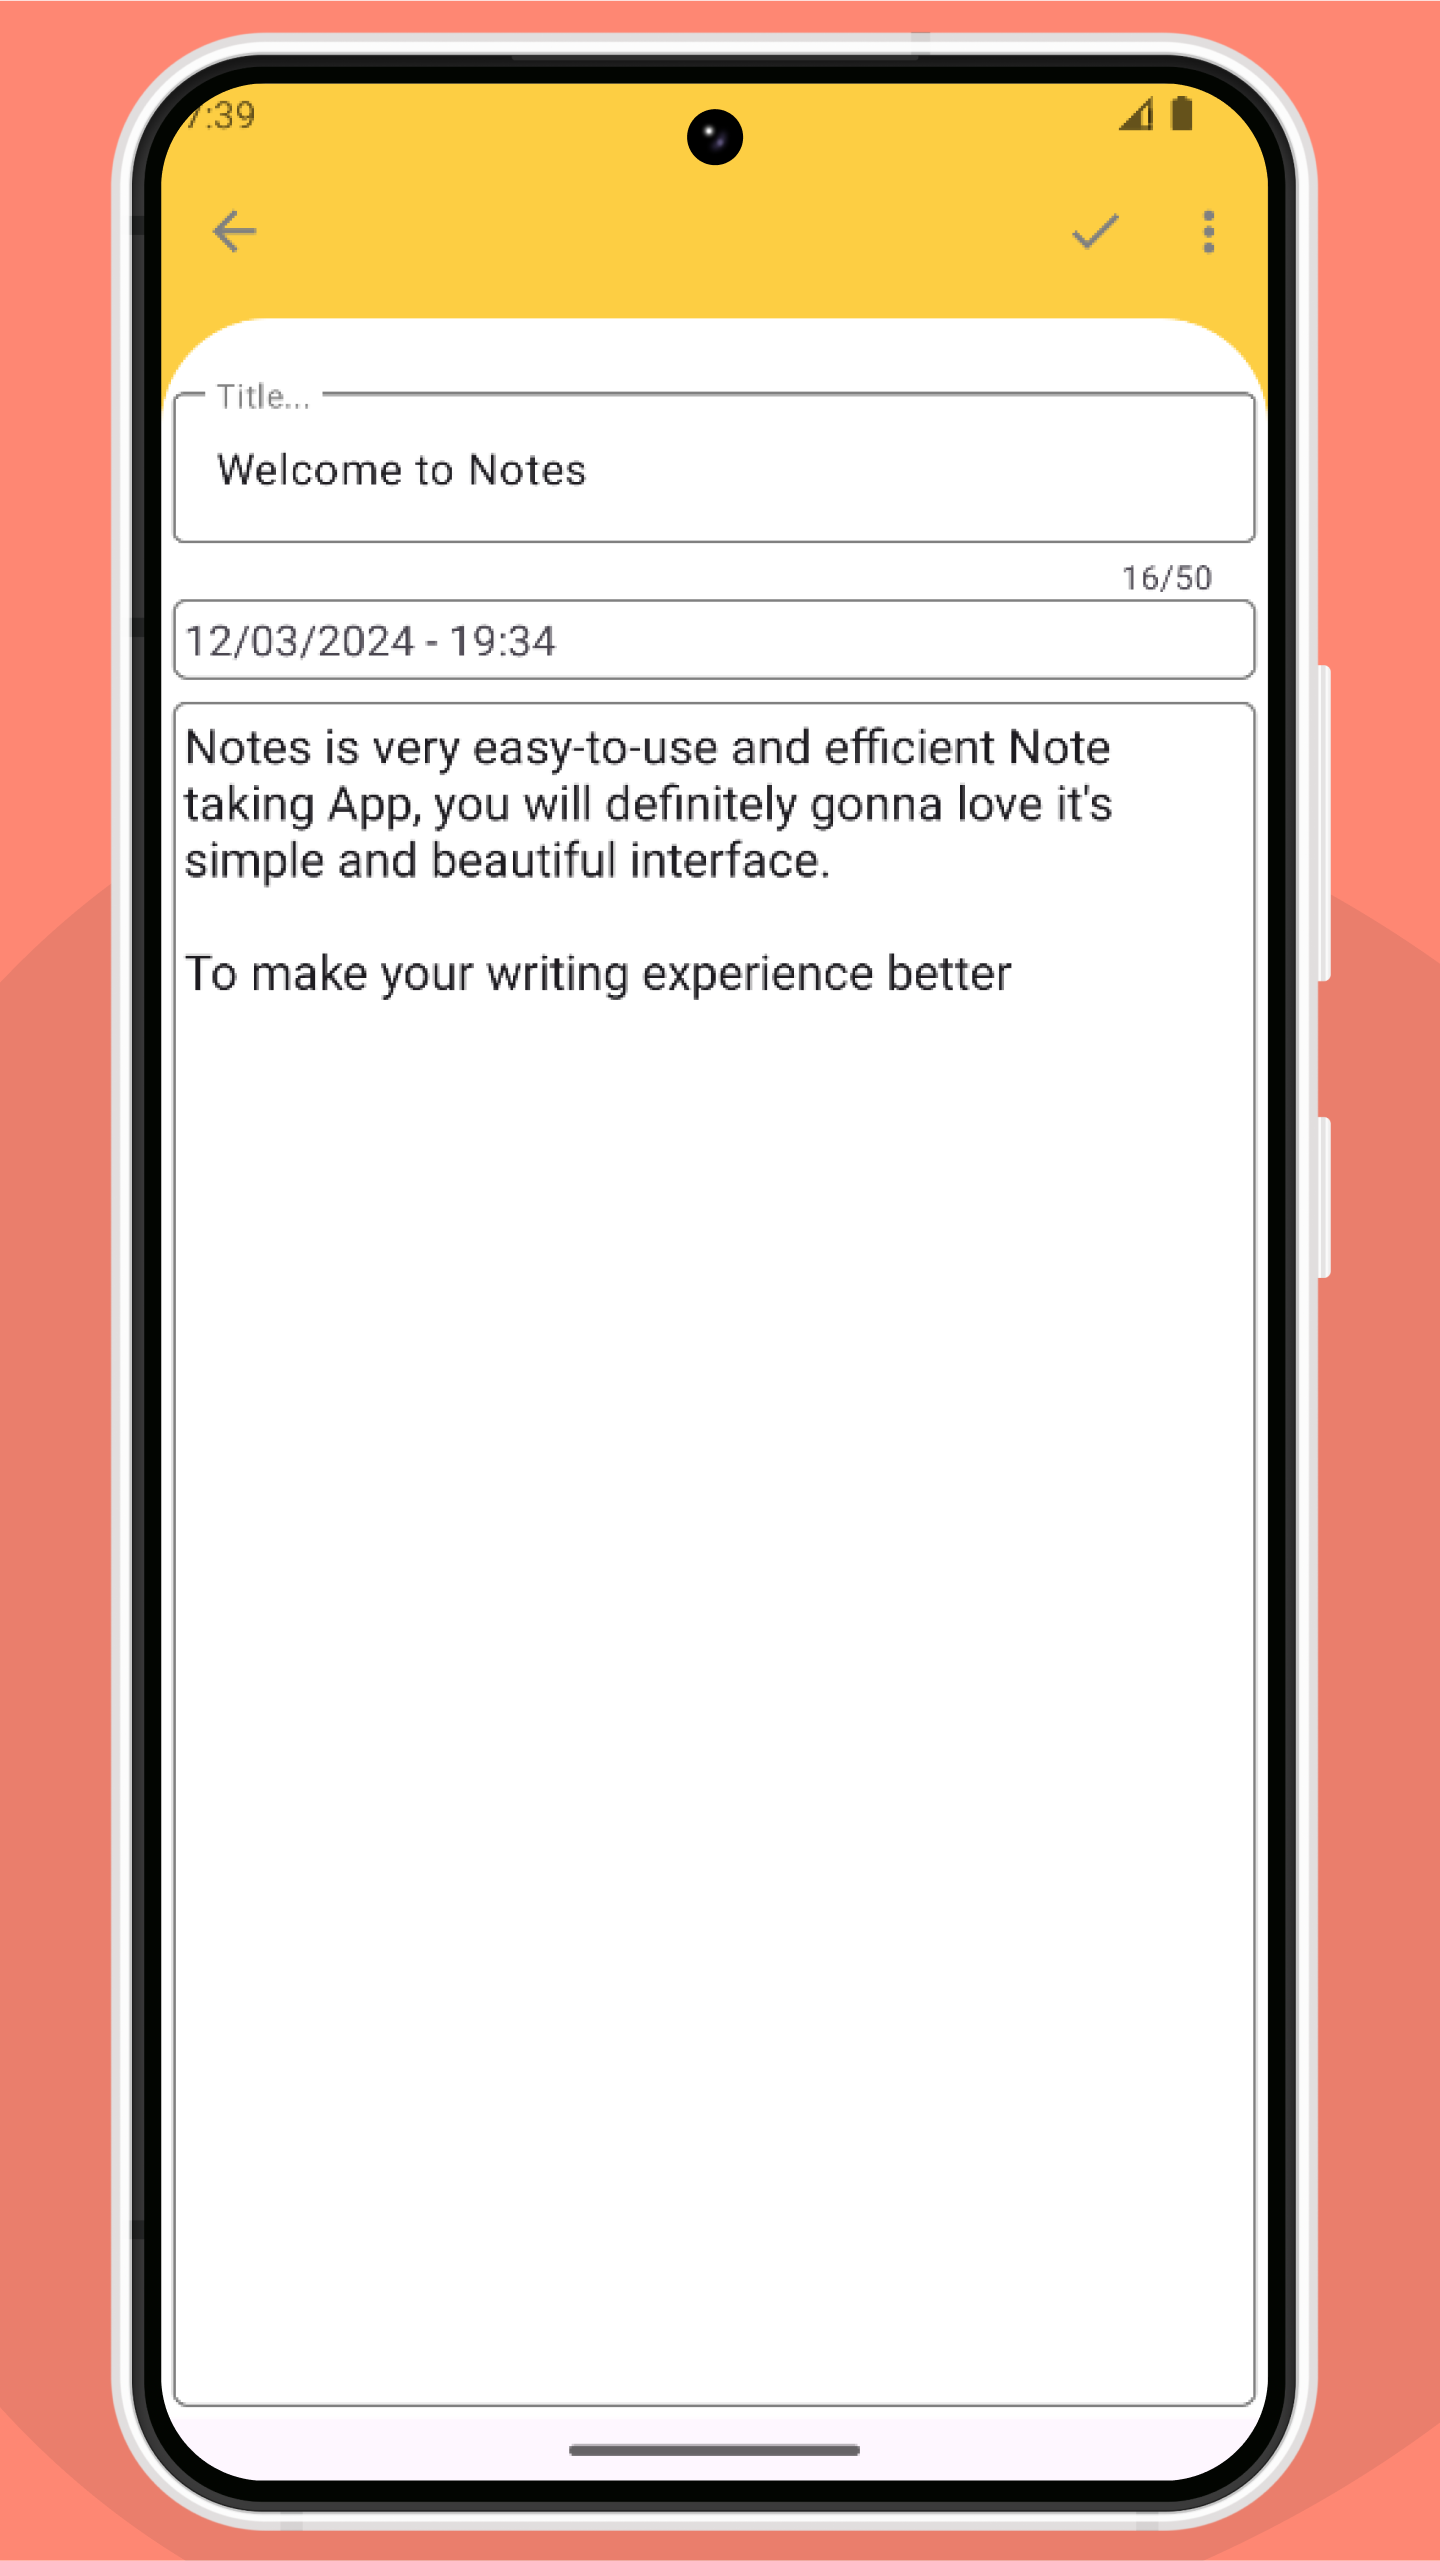 7:39
Title...
Welcome to Notes
16/50
12/03/2024 - 19:34
Notes is very easy-to-use and efficient Note
taking App, you will definitely gonna love it's
simple and beautiful interface.
To make your writing experience better